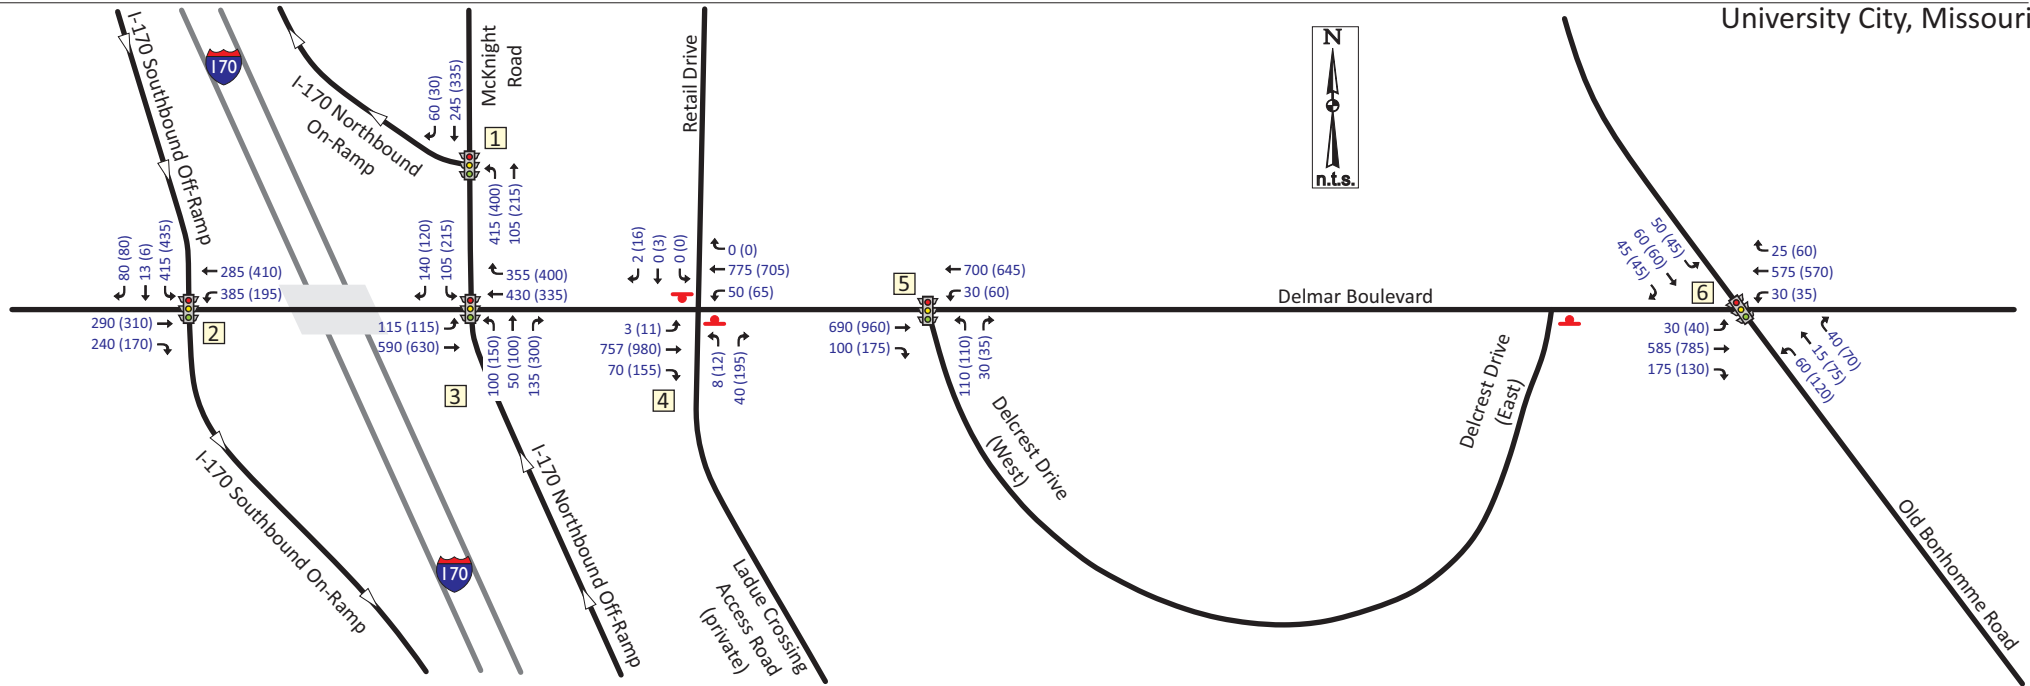 University City, Missouri
I-170 Southbound Off-Ramp
170
I-170 Northbound
On-Ramp
60 (30)
245 (335)
McKnight
Road
1
415 (400)
105 (215)
Retail Drive
N
n.t.s.
80 (80)
13 (6)
415 (435)
285 (410)
385 (195)
290 (310)
240 (170)
2
140 (120)
105 (215)
355 (400)
430 (335)
115 (115)
590 (630)
100 (150)
50 (100)
135 (300)
3
2 (16)
0 (3)
0 (0)
0 (0)
775 (705)
50 (65)
3 (11)
757 (980)
70 (155)
8 (12)
40 (195)
4
5
700 (645)
30 (60)
690 (960)
100 (175)
110 (110)
30 (35)
Delmar Boulevard
Delcrest Drive
(West)
Delcrest Drive
(East)
50 (45)
60 (60)
45 (45)
6
25 (60)
575 (570)
30 (35)
30 (40)
585 (785)
175 (130)
40 (70)
15 (75)
60 (120)
I-170 Southbound On-Ramp
170
I-170 Northbound Off-Ramp
Ladue Crossing
Access Road
(private)
Old Bonhomme Road